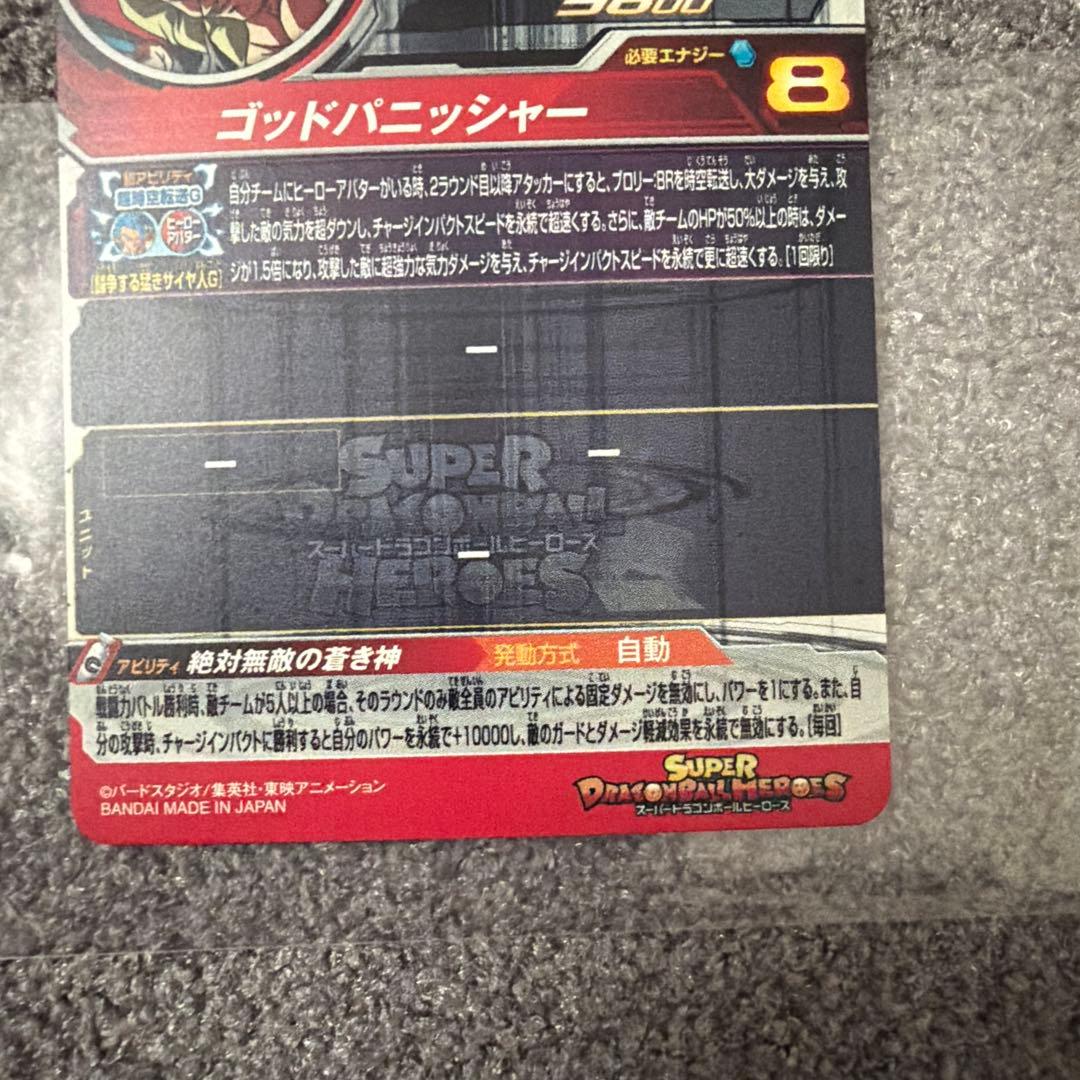 必要エナジー 8
ゴッドパニッシャー
超アビリティ
超時空転送G
ヒーローアバター
[闘争する猛きサイヤ人G]
自分チームにヒーローアバターがいる時、2ラウンド目以降アタッカーにすると、ブロリー:BRを時空転送し、大ダメージを与え、攻
撃した敵の気力を超ダウンし、チャージインパクトスピードを永続で超速くする。さらに、敵チームのHPが50%以上の時は、ダメー
ジが1.5倍になり、攻撃した敵に超強力な気力ダメージを与え、チャージインパクトスピードを永続で更に超速くする。[1回限り]
ー
ー
ー
ー
ユニット
SUPER
DRAGON BALL
スーパードラゴンボールヒーローズ
HEROES
アビリティ 絶対無敵の蒼き神 発動方式 自動
戦闘力バトル勝利時、敵チームが5人以上の場合、そのラウンドのみ敵全員のアビリティによる固定ダメージを無効にし、パワーを1にする。また、自
分の攻撃時、チャージインパクトに勝利すると自分のパワーを永続で+10000し、敵のガードとダメージ軽減効果を永続で無効にする。[毎回]
©バードスタジオ/集英社・東映アニメーション
BANDAI MADE IN JAPAN
SUPER
DRAGONBALL HEROES
スーパードラゴンボールヒーローズ